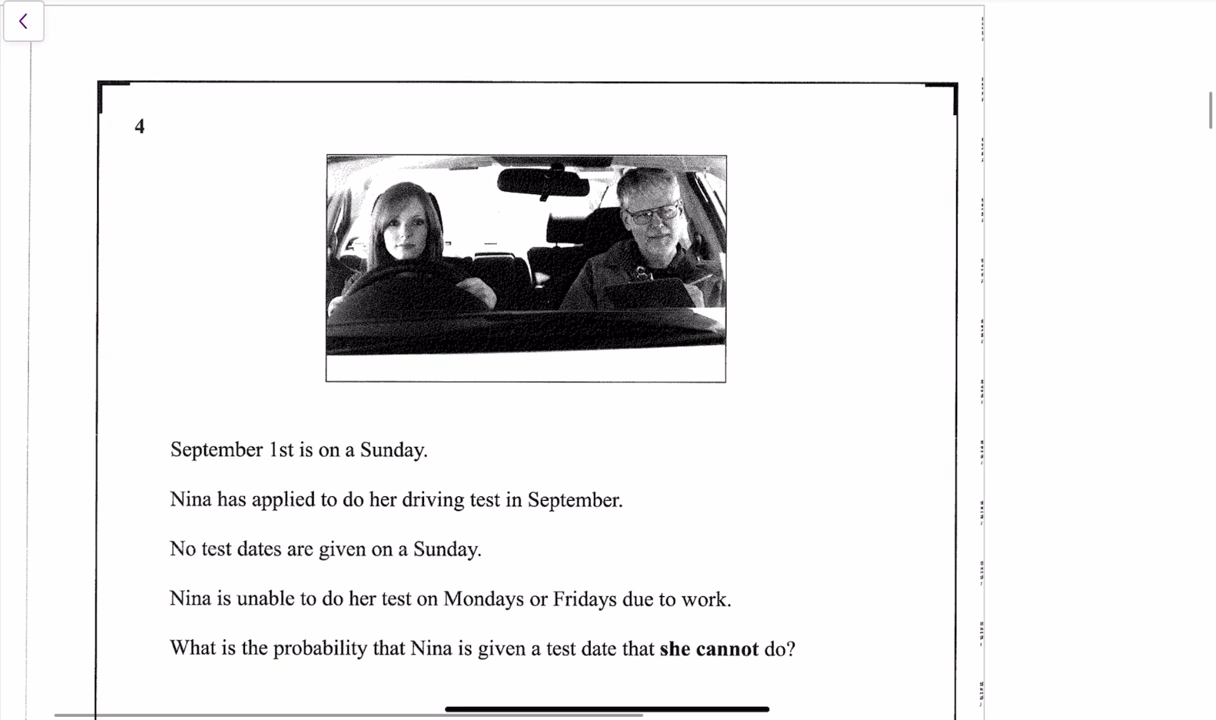 4
September 1st is on a Sunday.
Nina has applied to do her driving test in September.
No test dates are given on a Sunday.
Nina is unable to do her test on Mondays or Fridays due to work.
What is the probability that Nina is given a test date that she cannot do?